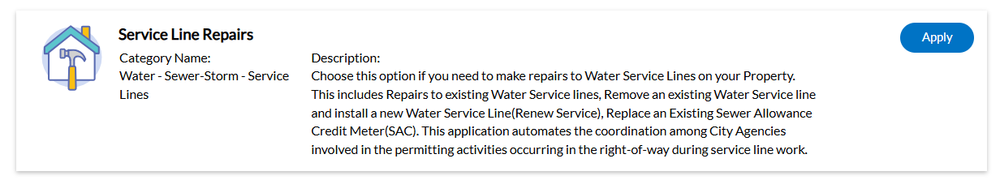 Service Line Repairs
Apply
Category Name:
Water - Sewer-Storm - Service
Lines
Description:
Choose this option if you need to make repairs to Water Service Lines on your Property.
This includes Repairs to existing Water Service lines, Remove an existing Water Service line
and install a new Water Service Line(Renew Service), Replace an Existing Sewer Allowance
Credit Meter(SAC). This application automates the coordination among City Agencies
involved in the permitting activities occurring in the right-of-way during service line work.